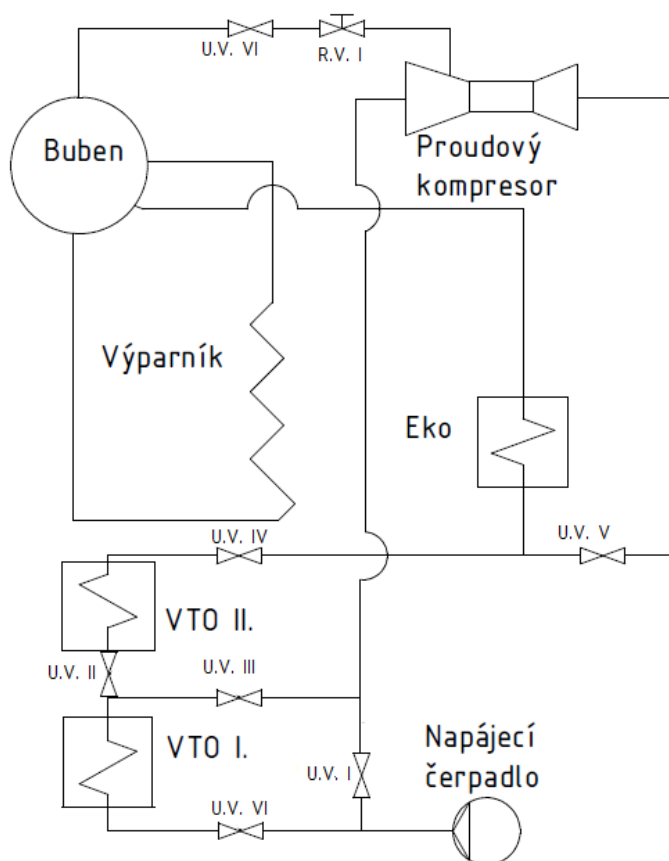 U.V. VI
R.V. I
Buben
Proudový
kompresor
Výparník
Eko
U.V. IV
U.V. V
VTO II.
U.V. II
U.V. III
VTO I.
U.V. I
Napájecí
čerpadlo
U.V. VI